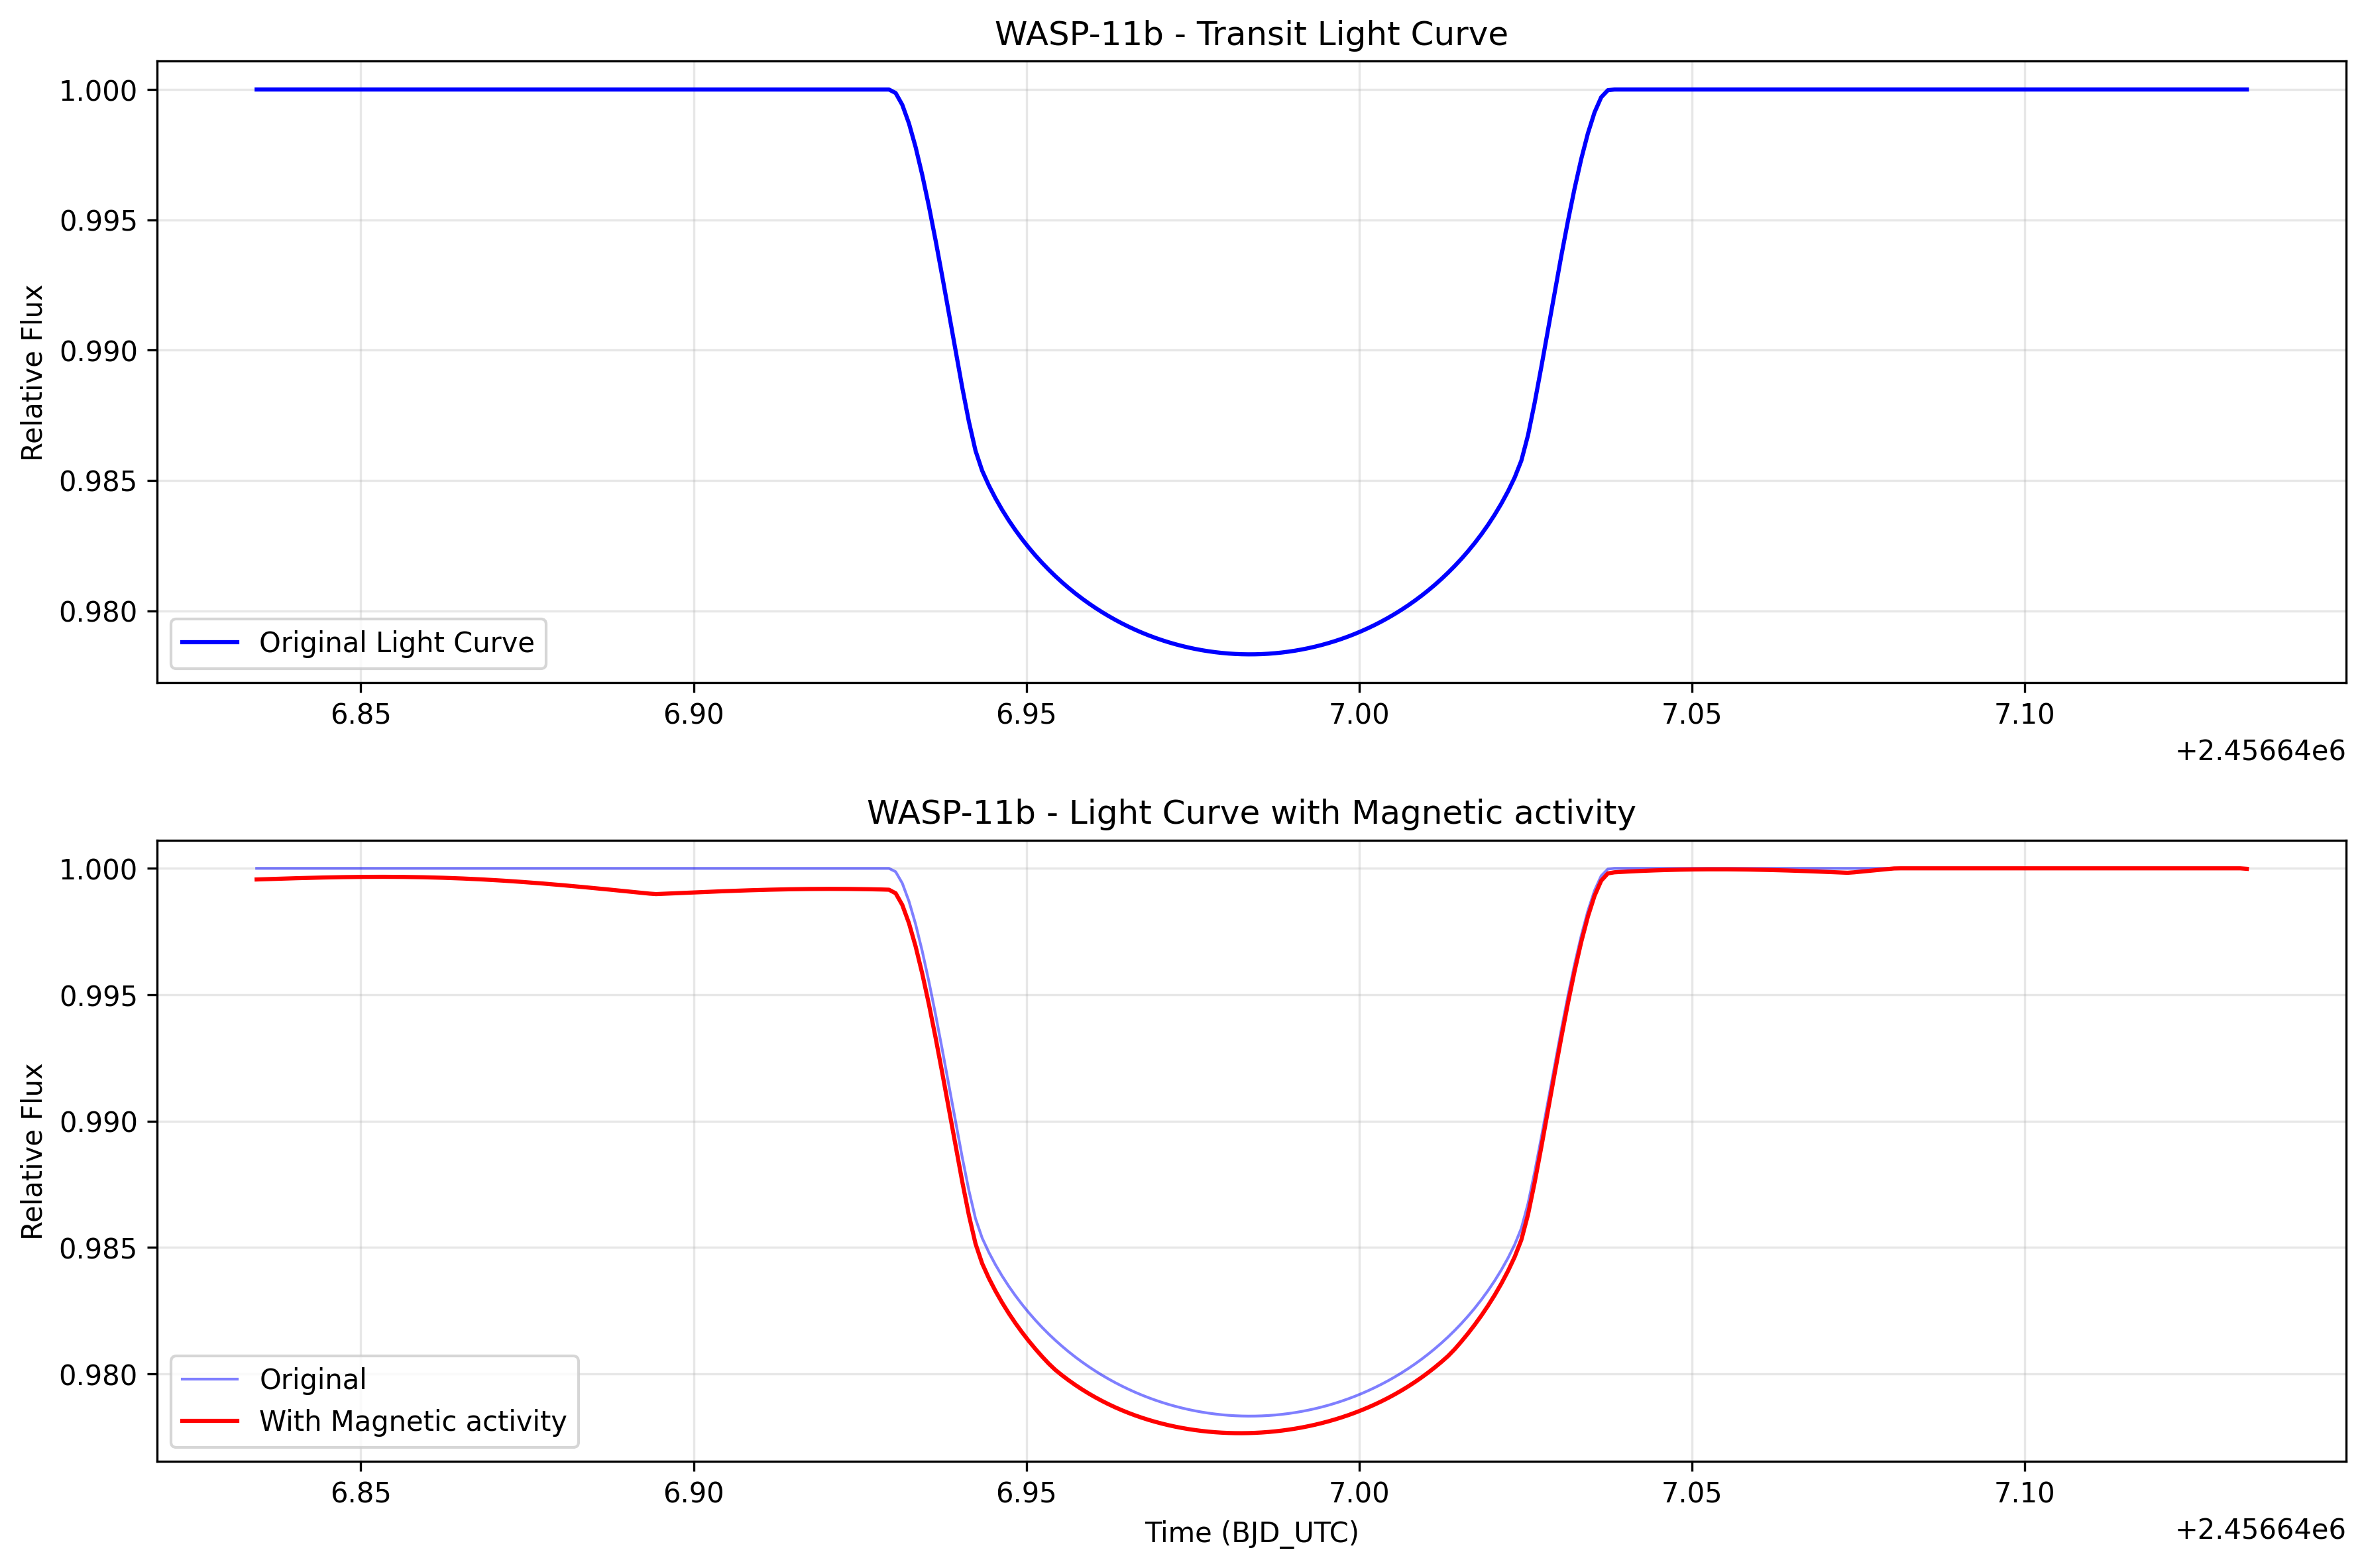 WASP-11b - Transit Light Curve
1.000
0.995
0.990
0.985
0.980
Relative Flux
Original Light Curve
6.85 6.90 6.95 7.00 7.05 7.10
+2.45664e6
WASP-11b - Light Curve with Magnetic activity
1.000
0.995
0.990
0.985
0.980
Relative Flux
Original
With Magnetic activity
6.85 6.90 6.95 7.00 7.05 7.10
Time (BJD_UTC)
+2.45664e6